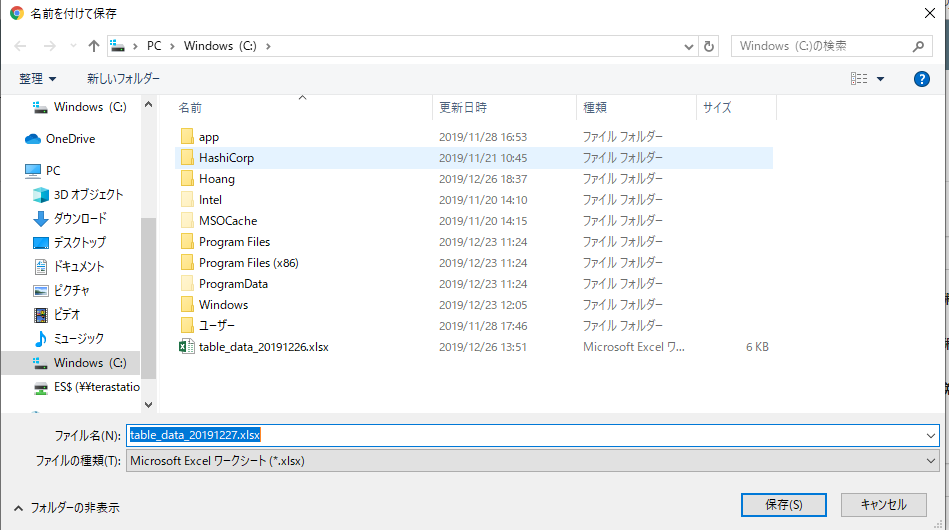 名前を付けて保存
PC > Windows (C:) >
Windows (C:)の検索
整理 新しいフォルダー
名前 更新日時 種類 サイズ
Windows (C:)
OneDrive
PC
3D オブジェクト
ダウンロード
デスクトップ
ドキュメント
ピクチャ
ビデオ
ミュージック
Windows (C:)
ES$ (¥¥terastatio
app 2019/11/28 16:53 ファイル フォルダー
HashiCorp 2019/11/21 10:45 ファイル フォルダー
Hoang 2019/12/26 18:37 ファイル フォルダー
Intel 2019/11/20 14:10 ファイル フォルダー
MSOCache 2019/11/20 14:15 ファイル フォルダー
Program Files 2019/12/23 11:24 ファイル フォルダー
Program Files (x86) 2019/12/23 11:24 ファイル フォルダー
ProgramData 2019/12/23 11:24 ファイル フォルダー
Windows 2019/12/23 12:05 ファイル フォルダー
ユーザー 2019/11/28 17:46 ファイル フォルダー
table_data_20191226.xlsx 2019/12/26 13:51 Microsoft Excel ワ... 6 KB
ファイル名(N): table_data_20191227.xlsx
ファイルの種類(T): Microsoft Excel ワークシート (*.xlsx)
フォルダーの非表示
保存(S) キャンセル